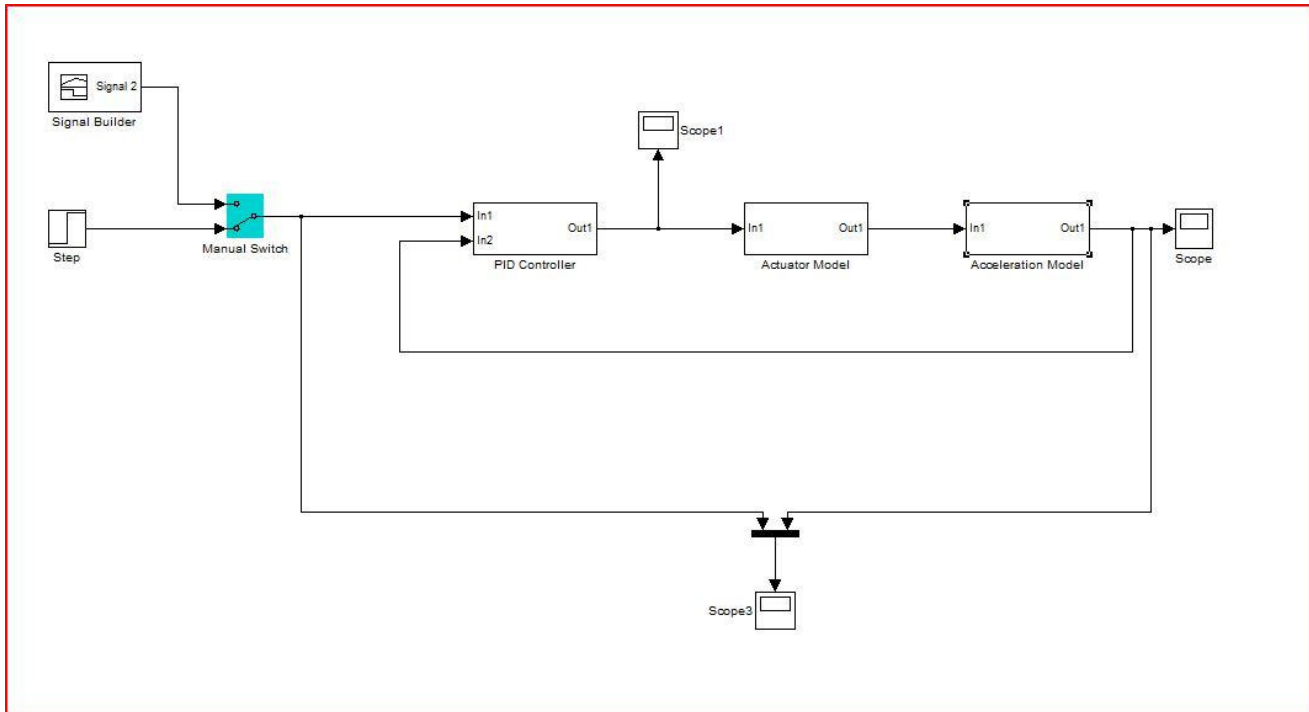 Signal 2
Signal Builder
Scope1
Step
Manual Switch
In1
In2
Out1
PID Controller
In1
Out1
Actuator Model
In1
Out1
Acceleration Model
Scope
Scope3